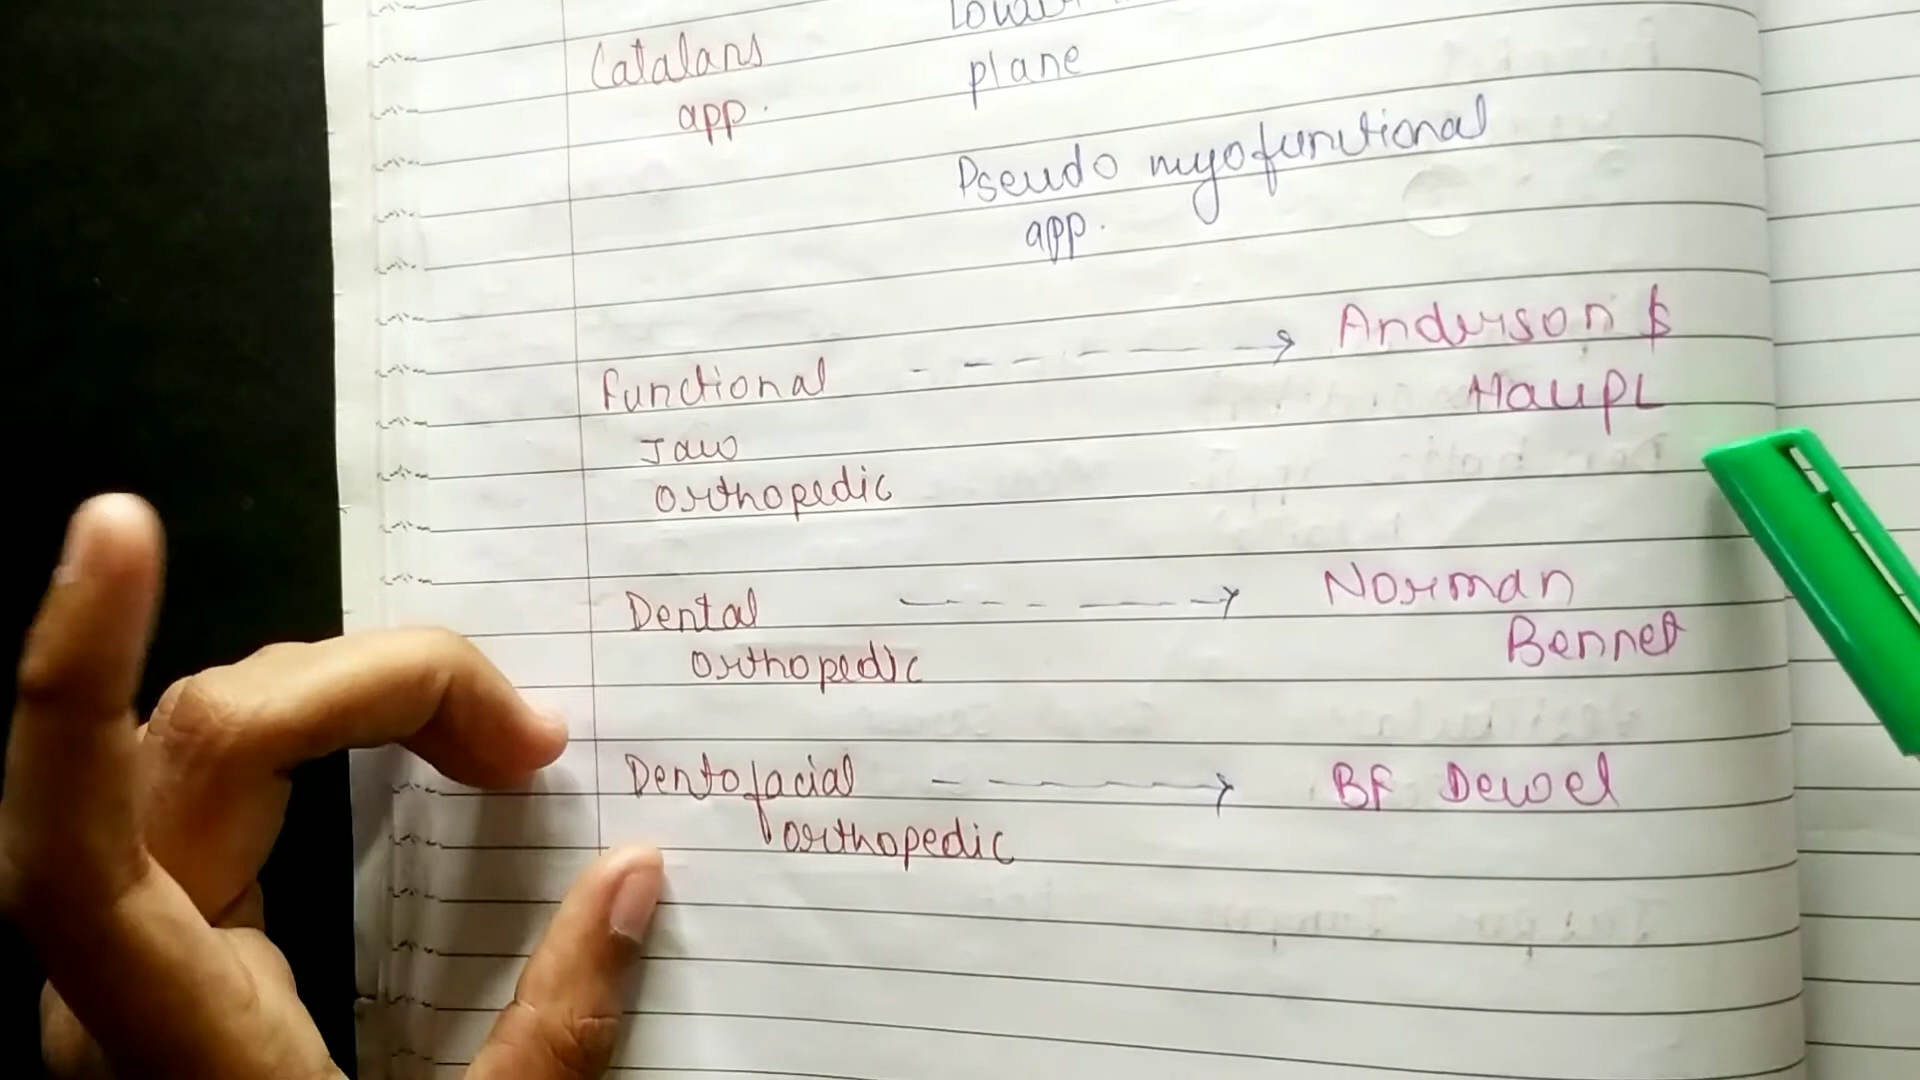 Catalans
app.
plane
Pseudo myofunctional
app.
functional ----> Anderson &
Haupl
Jaw
orthopedic
Dental ----> Norman
Bennet
orthopedic
Dentofacial ----> BF Dewel
orthopedic